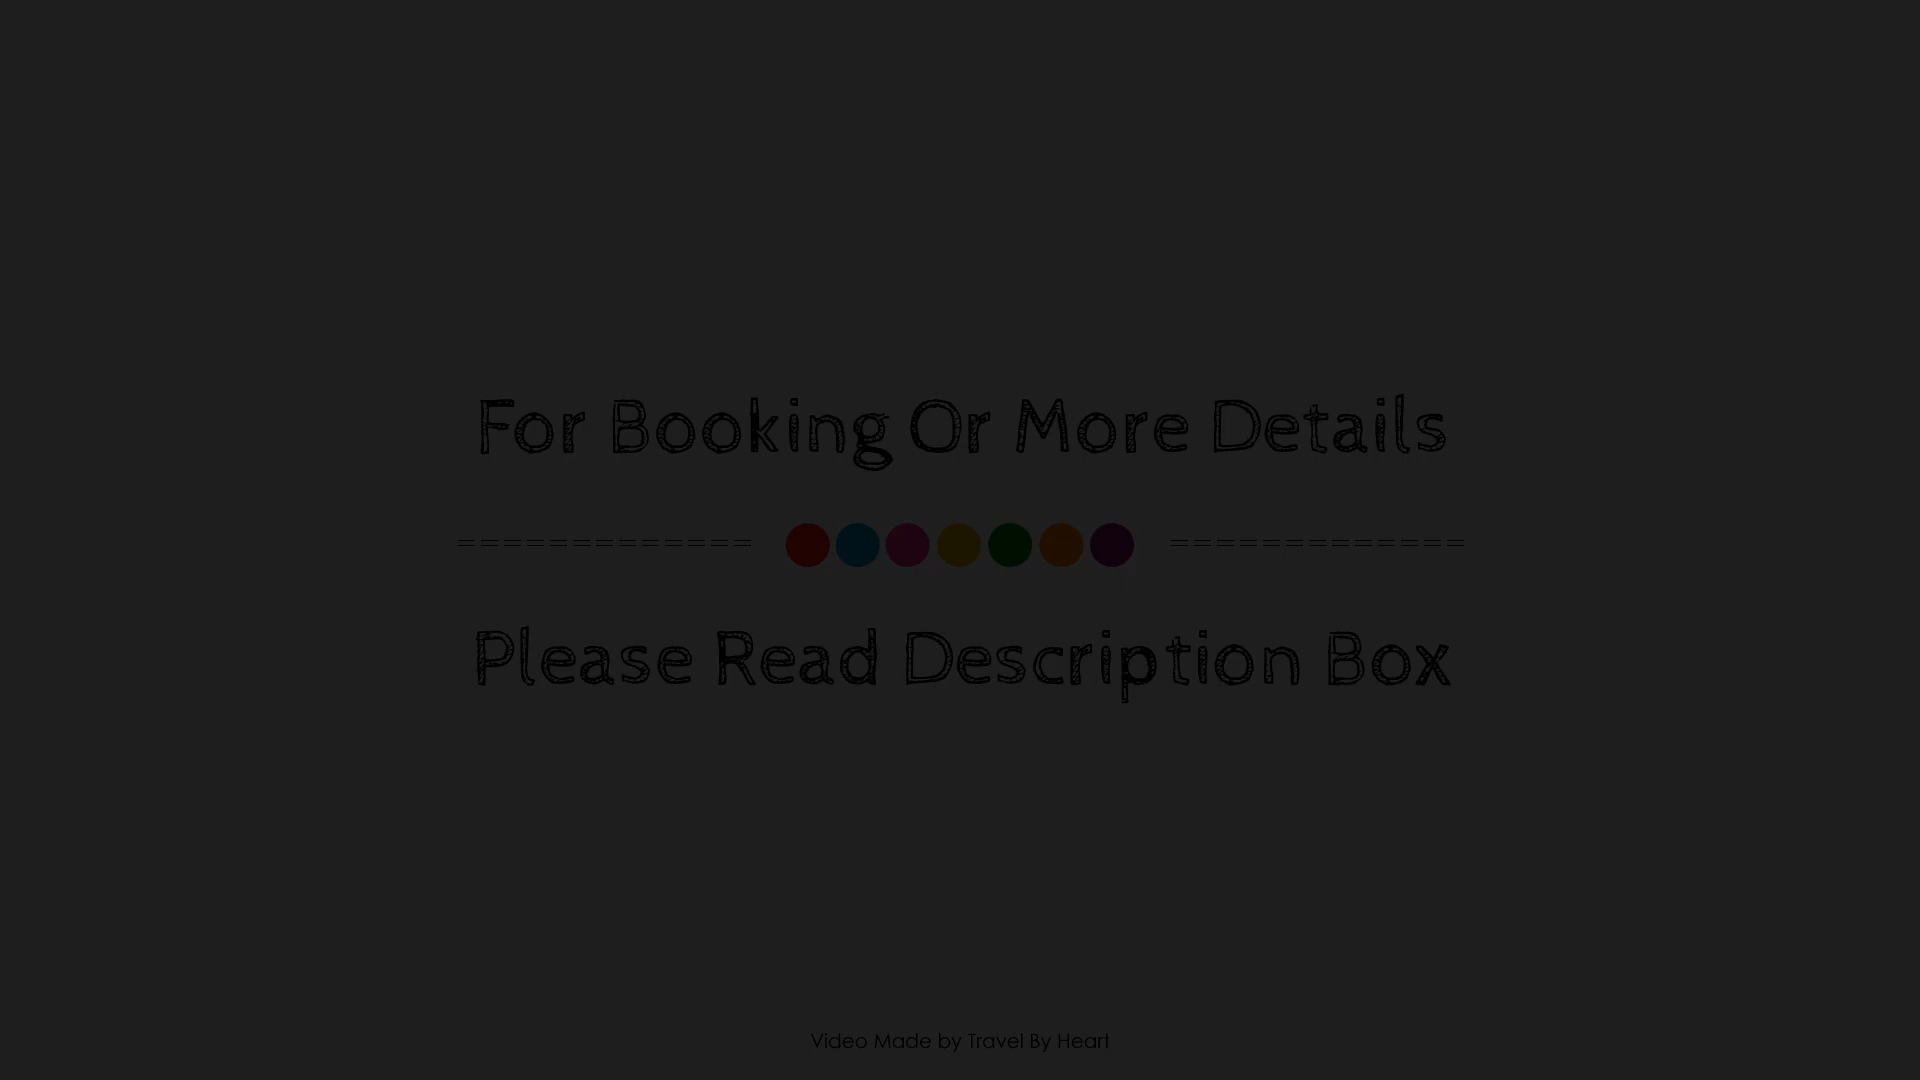 For Booking Or More Details
============= =============
Please Read Description Box
Video Made by Travel By Heart